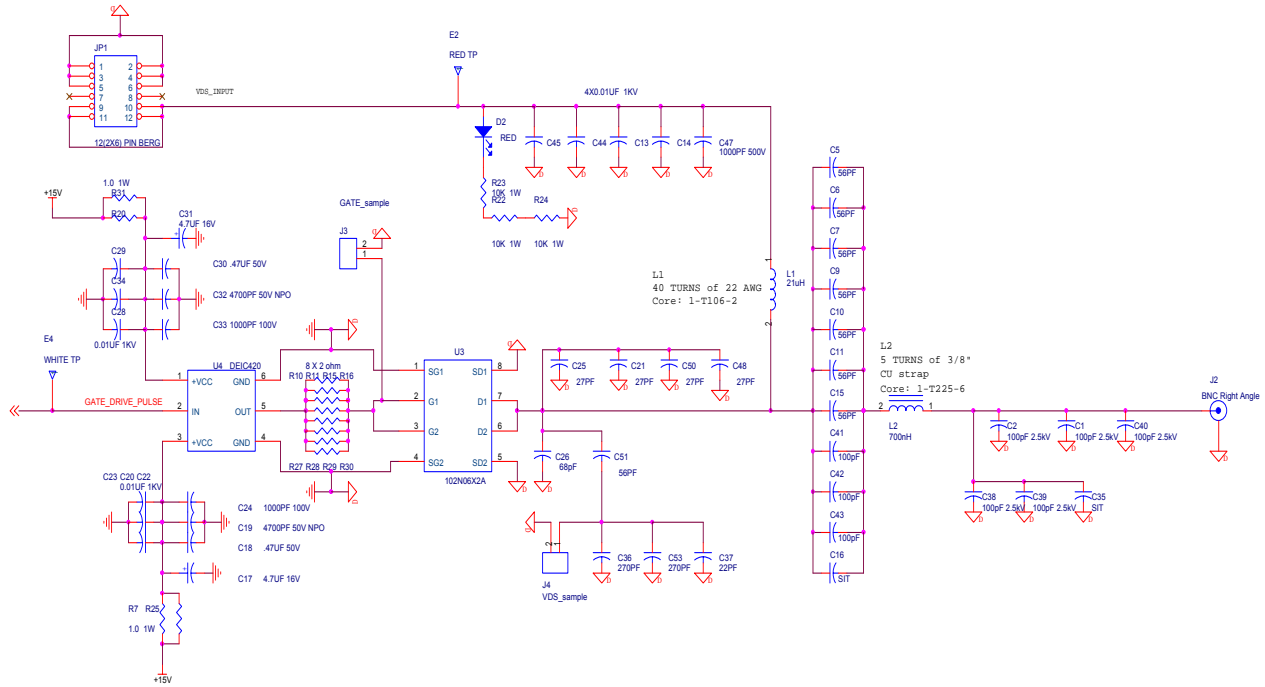 JP1
1 2
3 4
5 6
7 8
9 10
11 12
12(2X6) PIN BERG
VDS_INPUT
E2
RED TP
4X0.01UF 1KV
D2
RED
C45
C44
C13
C14
C47
1000PF 500V
R23
10K 1W
R22
R24
10K 1W
10K 1W
+15V
1.0 1W
R31
R20
C31
4.7UF 16V
C29
C30 .47UF 50V
C34
C32 4700PF 50V NPO
C28
C33 1000PF 100V
0.01UF 1KV
GATE_sample
J3
2
1
E4
WHITE TP
GATE_DRIVE_PULSE
U4 DEIC420
1 +VCC GND 6
2 IN OUT 5
3 +VCC GND 4
8 X 2 ohm
R10 R11 R15 R16
R27 R28 R29 R30
U3
1 SG1 SD1 8
2 G1 D1 7
3 G2 D2 6
4 SG2 SD2 5
102N06X2A
C25
27PF
C21
27PF
C50
27PF
C48
27PF
C26
68pF
C51
56PF
2
1
J4
VDS_sample
C36
270PF
C53
270PF
C37
22PF
C23 C20 C22
0.01UF 1KV
C24 1000PF 100V
C19 4700PF 50V NPO
C18 .47UF 50V
C17 4.7UF 16V
R7 R25
1.0 1W
+15V
L1
40 TURNS of 22 AWG
Core: 1-T106-2
1
L1
21uH
2
C5
56PF
C6
56PF
C7
56PF
C9
56PF
C10
56PF
C11
56PF
C15
56PF
C41
100pF
C42
100pF
C43
100pF
C16
SIT
L2
5 TURNS of 3/8"
CU strap
Core: 1-T225-6
2 1
L2
700nH
C2
100pF 2.5kV
C1
100pF 2.5kV
C40
100pF 2.5kV
C38
100pF 2.5kV
C39
100pF 2.5kV
C35
SIT
J2
BNC Right Angle